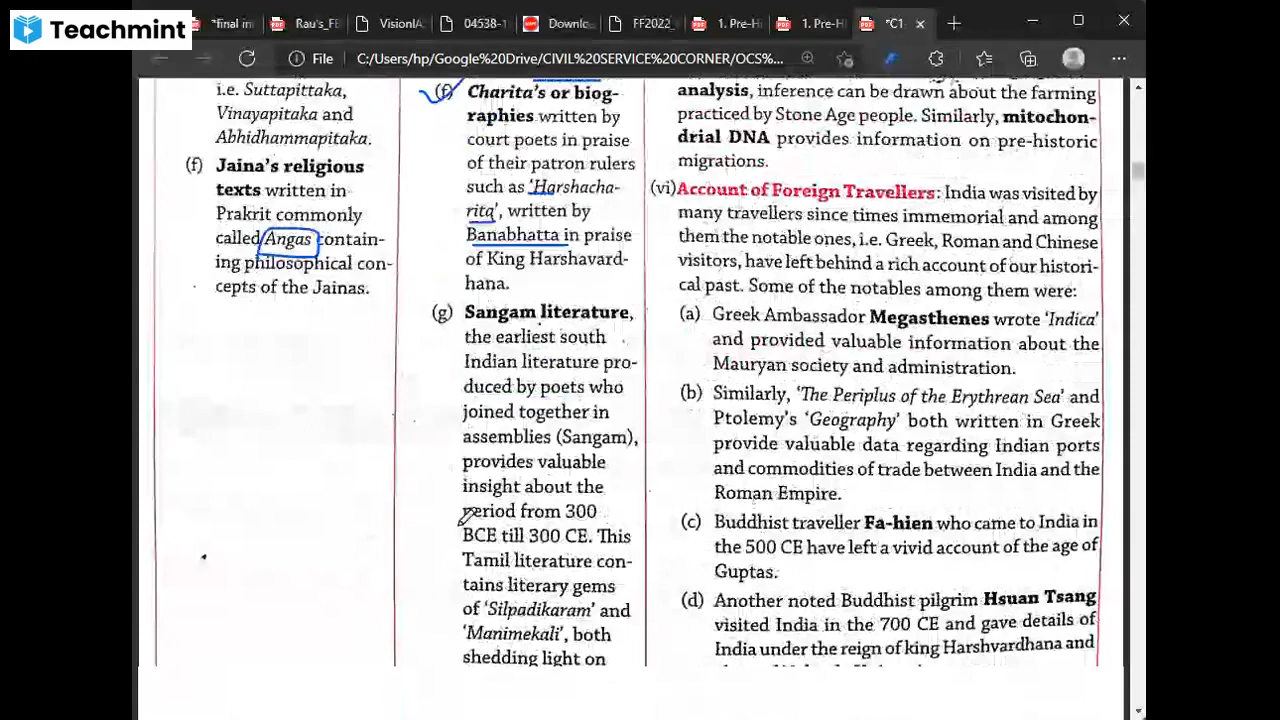 Teachmint
*final in
Rau's_FE
VisionIA
04538-1
Downlo
FF2022_
1. Pre-Hi
1. Pre-Hi
*C1
File
C:/Users/hp/Google%20Drive/CIVIL%20SERVICE%20CORNER/OCS%...
i.e. Suttapittaka,
Vinayapitaka and
Abhidhammapitaka.
(f) Jaina's religious
texts written in
Prakrit commonly
called Angas contain-
ing philosophical con-
cepts of the Jainas.
(f) Charita's or biog-
raphies written by
court poets in praise
of their patron rulers
such as 'Harshacha-
rita', written by
Banabhatta in praise
of King Harshavard-
hana.
(g) Sangam literature,
the earliest south
Indian literature pro-
duced by poets who
joined together in
assemblies (Sangam),
provides valuable
insight about the
period from 300
BCE till 300 CE. This
Tamil literature con-
tains literary gems
of 'Silpadikaram' and
'Manimekali', both
shedding light on
analysis, inference can be drawn about the farming
practiced by Stone Age people. Similarly, mitochon-
drial DNA provides information on pre-historic
migrations.
(vi) Account of Foreign Travellers: India was visited by
many travellers since times immemorial and among
them the notable ones, i.e. Greek, Roman and Chinese
visitors, have left behind a rich account of our histori-
cal past. Some of the notables among them were:
(a) Greek Ambassador Megasthenes wrote 'Indica'
and provided valuable information about the
Mauryan society and administration.
(b) Similarly, 'The Periplus of the Erythrean Sea' and
Ptolemy's 'Geography' both written in Greek
provide valuable data regarding Indian ports
and commodities of trade between India and the
Roman Empire.
(c) Buddhist traveller Fa-hien who came to India in
the 500 CE have left a vivid account of the age of
Guptas.
(d) Another noted Buddhist pilgrim Hsuan Tsang
visited India in the 700 CE and gave details of
India under the reign of king Harshvardhana and